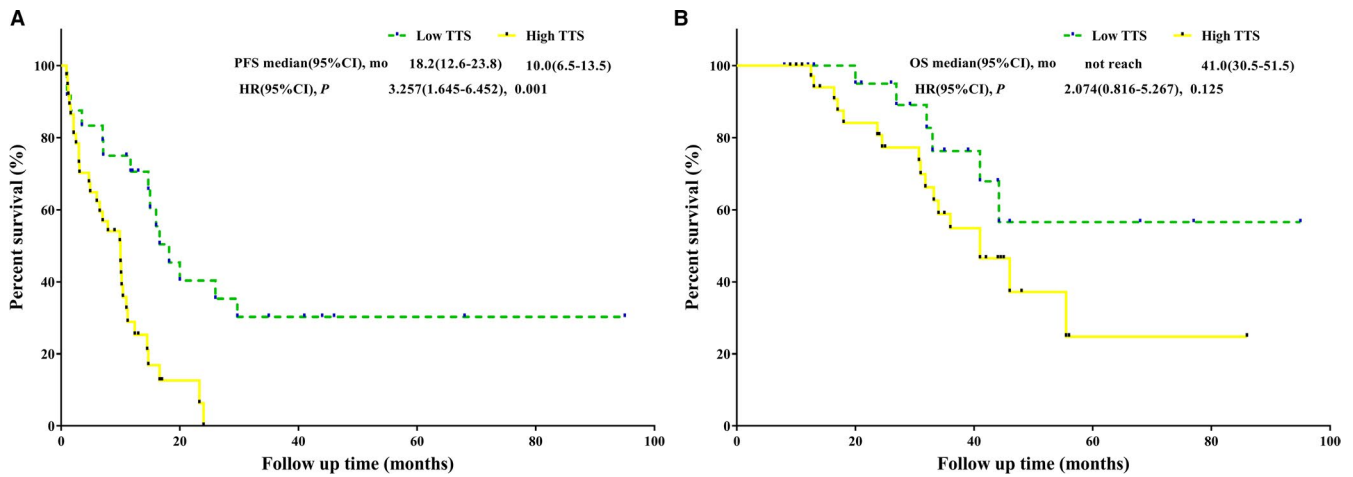 A
Low TTS High TTS
PFS median(95%CI), mo 18.2(12.6-23.8) 10.0(6.5-13.5)
HR(95%CI), P 3.257(1.645-6.452), 0.001
Percent survival (%)
100
80
60
40
20
0
0 20 40 60 80 100
Follow up time (months)
B
Low TTS High TTS
OS median(95%CI), mo not reach 41.0(30.5-51.5)
HR(95%CI), P 2.074(0.816-5.267), 0.125
Percent survival (%)
100
80
60
40
20
0
0 20 40 60 80 100
Follow up time (months)